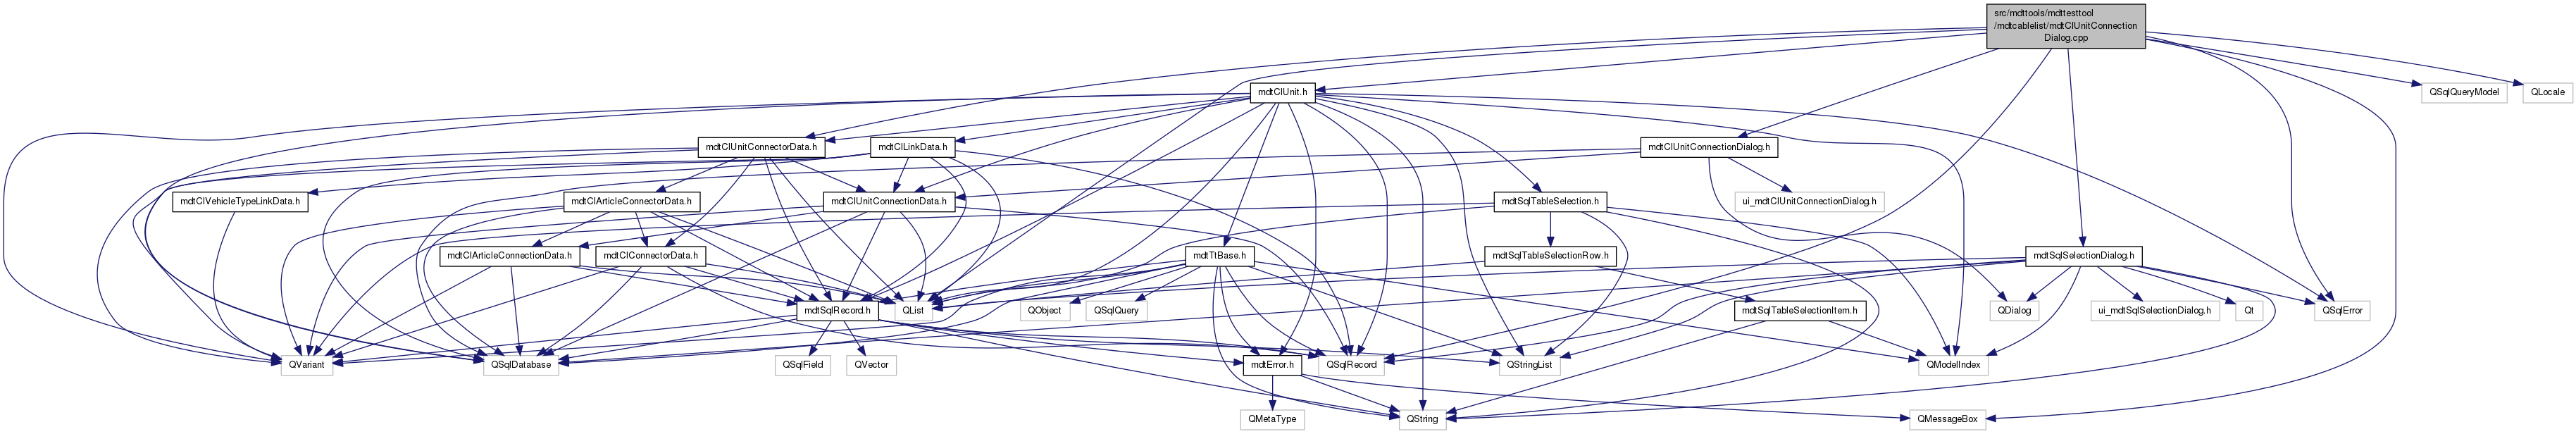 src/mdttools/mdttesttool
/mdtcablelist/mdtClUnitConnection
Dialog.cpp
mdtClUnit.h
QSqlQueryModel
QLocale
mdtClUnitConnectorData.h
mdtClLinkData.h
mdtClUnitConnectionDialog.h
mdtClVehicleTypeLinkData.h
mdtClArticleConnectorData.h
mdtClUnitConnectionData.h
mdtSqlTableSelection.h
ui_mdtClUnitConnectionDialog.h
mdtClArticleConnectionData.h
mdtClConnectorData.h
mdtTtBase.h
mdtSqlTableSelectionRow.h
mdtSqlSelectionDialog.h
mdtSqlRecord.h
QList
QObject
QSqlQuery
mdtSqlTableSelectionItem.h
QDialog
ui_mdtSqlSelectionDialog.h
Qt
QSqlError
QVariant
QSqlDatabase
QSqlField
QVector
mdtError.h
QSqlRecord
QStringList
QModelIndex
QMetaType
QString
QMessageBox